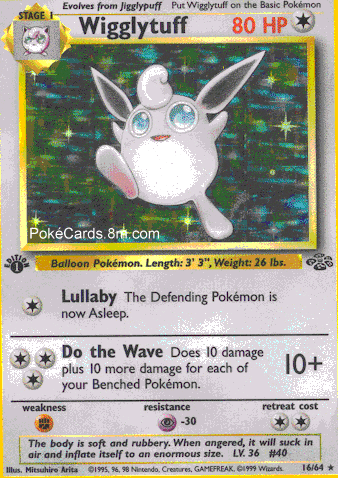 STAGE 1
Evolves from Jigglypuff Put Wigglytuff on the Basic Pokémon
Wigglytuff 80 HP
PokéCards.8m.com
EDITION 1
Balloon Pokémon. Length: 3' 3", Weight: 26 lbs.
Lullaby The Defending Pokémon is
now Asleep.
Do the Wave Does 10 damage
plus 10 more damage for each of
your Benched Pokémon.
10+
weakness resistance retreat cost
-30
The body is soft and rubbery. When angered, it will suck in
air and inflate itself to an enormous size. LV. 36 #40
Illus. Mitsuhiro Arita ©1995, 96, 98 Nintendo, Creatures, GAMEFREAK. ©1999 Wizards. 16/64 ★